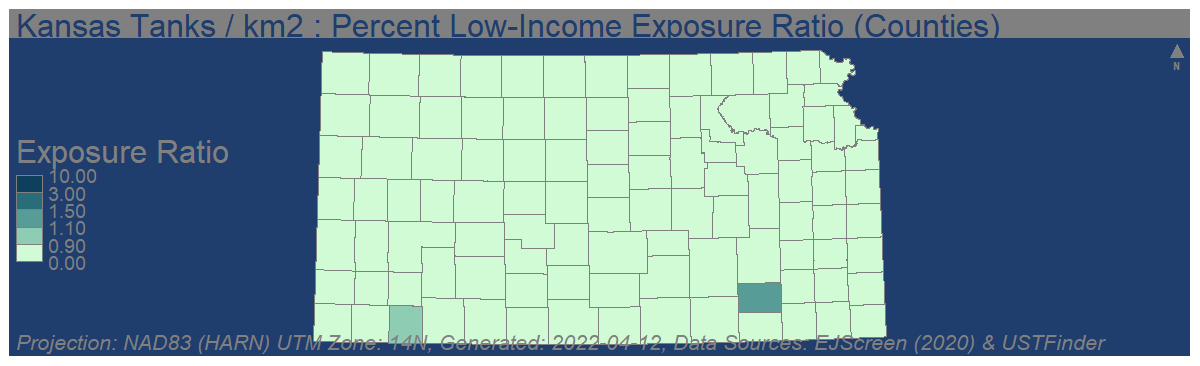 Kansas Tanks / km2 : Percent Low-Income Exposure Ratio (Counties)
N
Exposure Ratio
10.00
3.00
1.50
1.10
0.90
0.00
Projection: NAD83 (HARN) UTM Zone: 14N, Generated: 2022-04-12, Data Sources: EJScreen (2020) & USTFinder